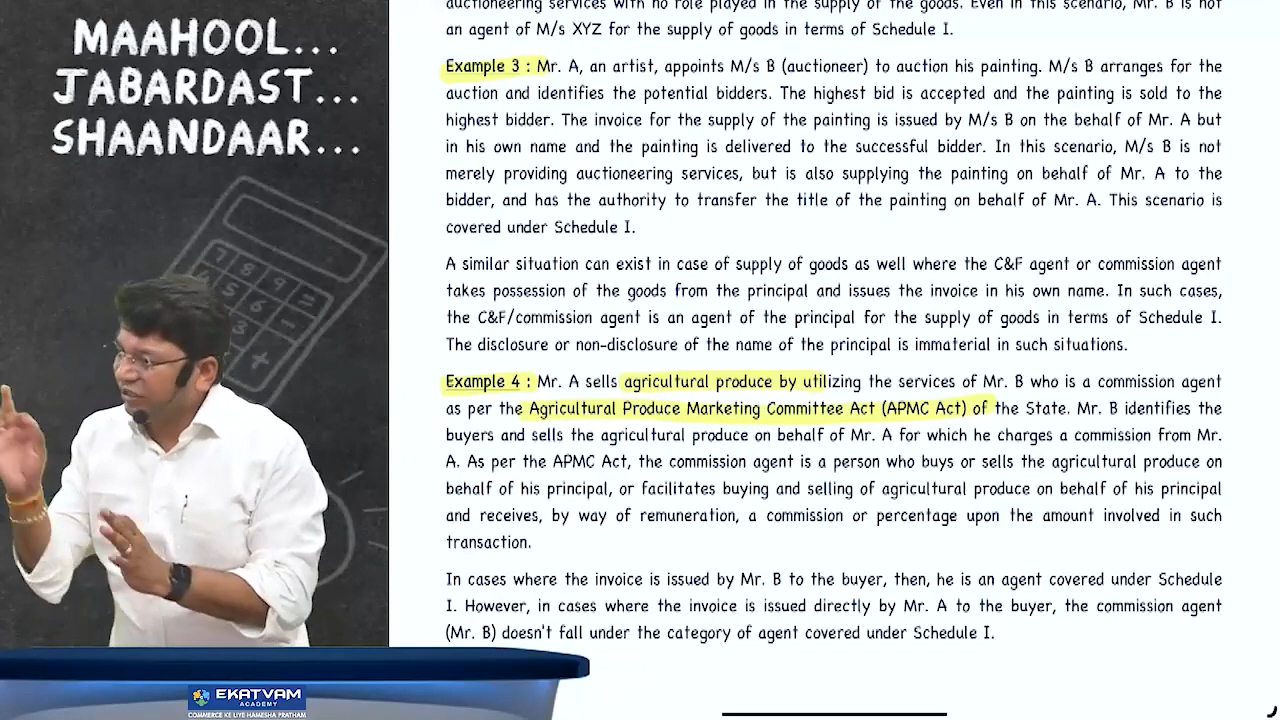 MAAHOOL...
JABARDAST...
SHAANDAAR...
auctioneering services with no role played in the supply of the goods. Even in this scenario, Mr. B is not
an agent of M/s XYZ for the supply of goods in terms of Schedule I.
Example 3 : Mr. A, an artist, appoints M/s B (auctioneer) to auction his painting. M/s B arranges for the
auction and identifies the potential bidders. The highest bid is accepted and the painting is sold to the
highest bidder. The invoice for the supply of the painting is issued by M/s B on the behalf of Mr. A but
in his own name and the painting is delivered to the successful bidder. In this scenario, M/s B is not
merely providing auctioneering services, but is also supplying the painting on behalf of Mr. A to the
bidder, and has the authority to transfer the title of the painting on behalf of Mr. A. This scenario is
covered under Schedule I.
A similar situation can exist in case of supply of goods as well where the C&F agent or commission agent
takes possession of the goods from the principal and issues the invoice in his own name. In such cases,
the C&F/commission agent is an agent of the principal for the supply of goods in terms of Schedule I.
The disclosure or non-disclosure of the name of the principal is immaterial in such situations.
Example 4 : Mr. A sells agricultural produce by utilizing the services of Mr. B who is a commission agent
as per the Agricultural Produce Marketing Committee Act (APMC Act) of the State. Mr. B identifies the
buyers and sells the agricultural produce on behalf of Mr. A for which he charges a commission from Mr.
A. As per the APMC Act, the commission agent is a person who buys or sells the agricultural produce on
behalf of his principal, or facilitates buying and selling of agricultural produce on behalf of his principal
and receives, by way of remuneration, a commission or percentage upon the amount involved in such
transaction.
In cases where the invoice is issued by Mr. B to the buyer, then, he is an agent covered under Schedule
I. However, in cases where the invoice is issued directly by Mr. A to the buyer, the commission agent
(Mr. B) doesn't fall under the category of agent covered under Schedule I.
EKATVAM
ACADEMY
COMMERCE KE LIYE HAMESHA PRATHAM